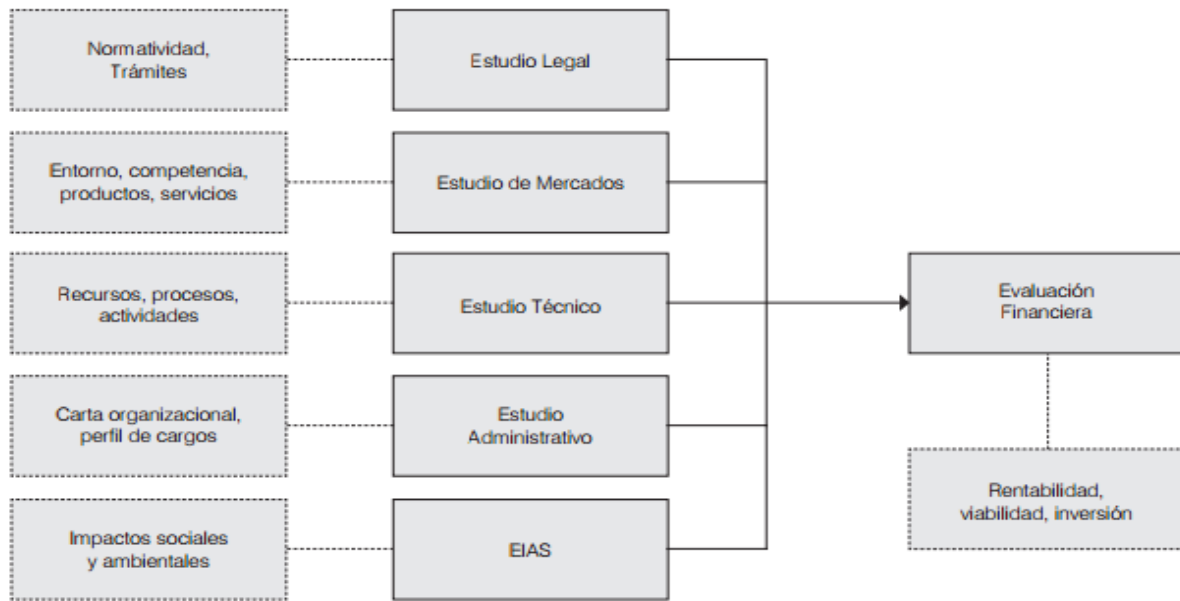 Normatividad,
Trámites
Estudio Legal
Entorno, competencia,
productos, servicios
Estudio de Mercados
Recursos, procesos,
actividades
Estudio Técnico
Evaluación
Financiera
Carta organizacional,
perfil de cargos
Estudio
Administrativo
Rentabilidad,
viabilidad, inversión
Impactos sociales
y ambientales
EIAS